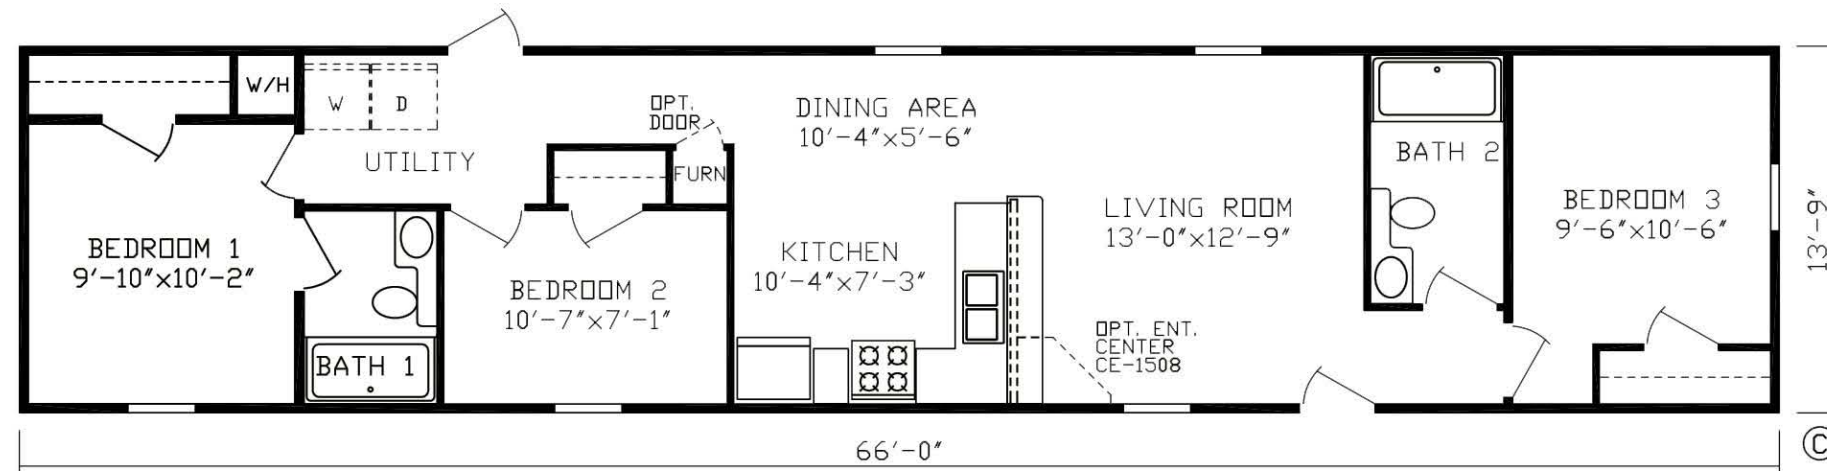 W/H
W
D
UTILITY
OPT.
DOOR
FURN
DINING AREA
10'-4"x5'-6"
BATH 2
BEDROOM 3
9'-6"x10'-6"
LIVING ROOM
13'-0"x12'-9"
KITCHEN
10'-4"x7'-3"
BEDROOM 1
9'-10"x10'-2"
BEDROOM 2
10'-7"x7'-1"
BATH 1
OPT. ENT.
CENTER
CE-1508
13'-9"
66'-0"
©